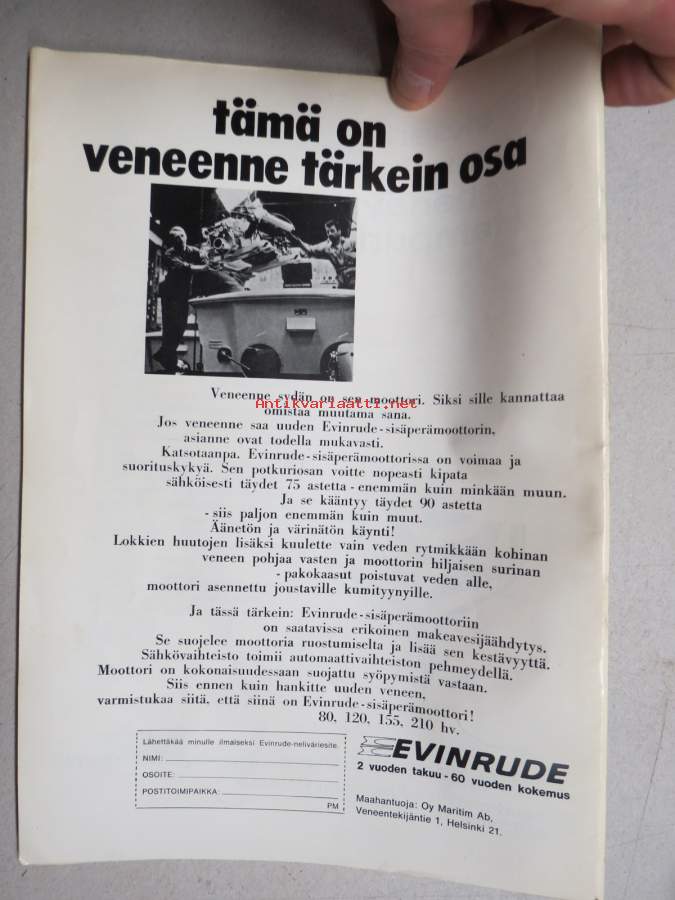 tämä on
veneenne tärkein osa
Veneenne sydän on sen moottori. Siksi sille kannattaa
Antikvariaatti.net
omistaa muutama sana.
Jos veneenne saa uuden Evinrude-sisäperämoottorin,
asianne ovat todella mukavasti.
Katsotaanpa. Evinrude-sisäperämoottorissa on voimaa ja
suorituskykyä. Sen potkuriosan voitte nopeasti kipata
sähköisesti täydet 75 astetta - enemmän kuin minkään muun.
Ja se kääntyy täydet 90 astetta
- siis paljon enemmän kuin muut.
Äänetön ja värinätön käynti!
Lokkien huutojen lisäksi kuulette vain veden rytmikkään kohinan
veneen pohjaa vasten ja moottorin hiljaisen surinan
- pakokaasut poistuvat veden alle,
moottori asennettu joustaville kumityynyille.
Ja tässä tärkein: Evinrude-sisäperämoottoriin
on saatavissa erikoinen makeavesijäähdytys.
Se suojelee moottoria ruostumiselta ja lisää sen kestävyyttä.
Sähkövaihteisto toimii automaattivaihteiston pehmeydellä.
Moottori on kokonaisuudessaan suojattu syöpymistä vastaan.
Siis ennen kuin hankitte uuden veneen,
varmistukaa siitä, että siinä on Evinrude-sisäperämoottori!
80, 120, 155, 210 hv.
Lähettäkää minulle ilmaiseksi Evinrude-neliväriesite.
NIMI:
OSOITE:
POSTITOIMIPAIKKA:
PM
EVINRUDE
2 vuoden takuu - 60 vuoden kokemus
Maahantuoja: Oy Maritim Ab,
Veneentekijäntie 1, Helsinki 21.